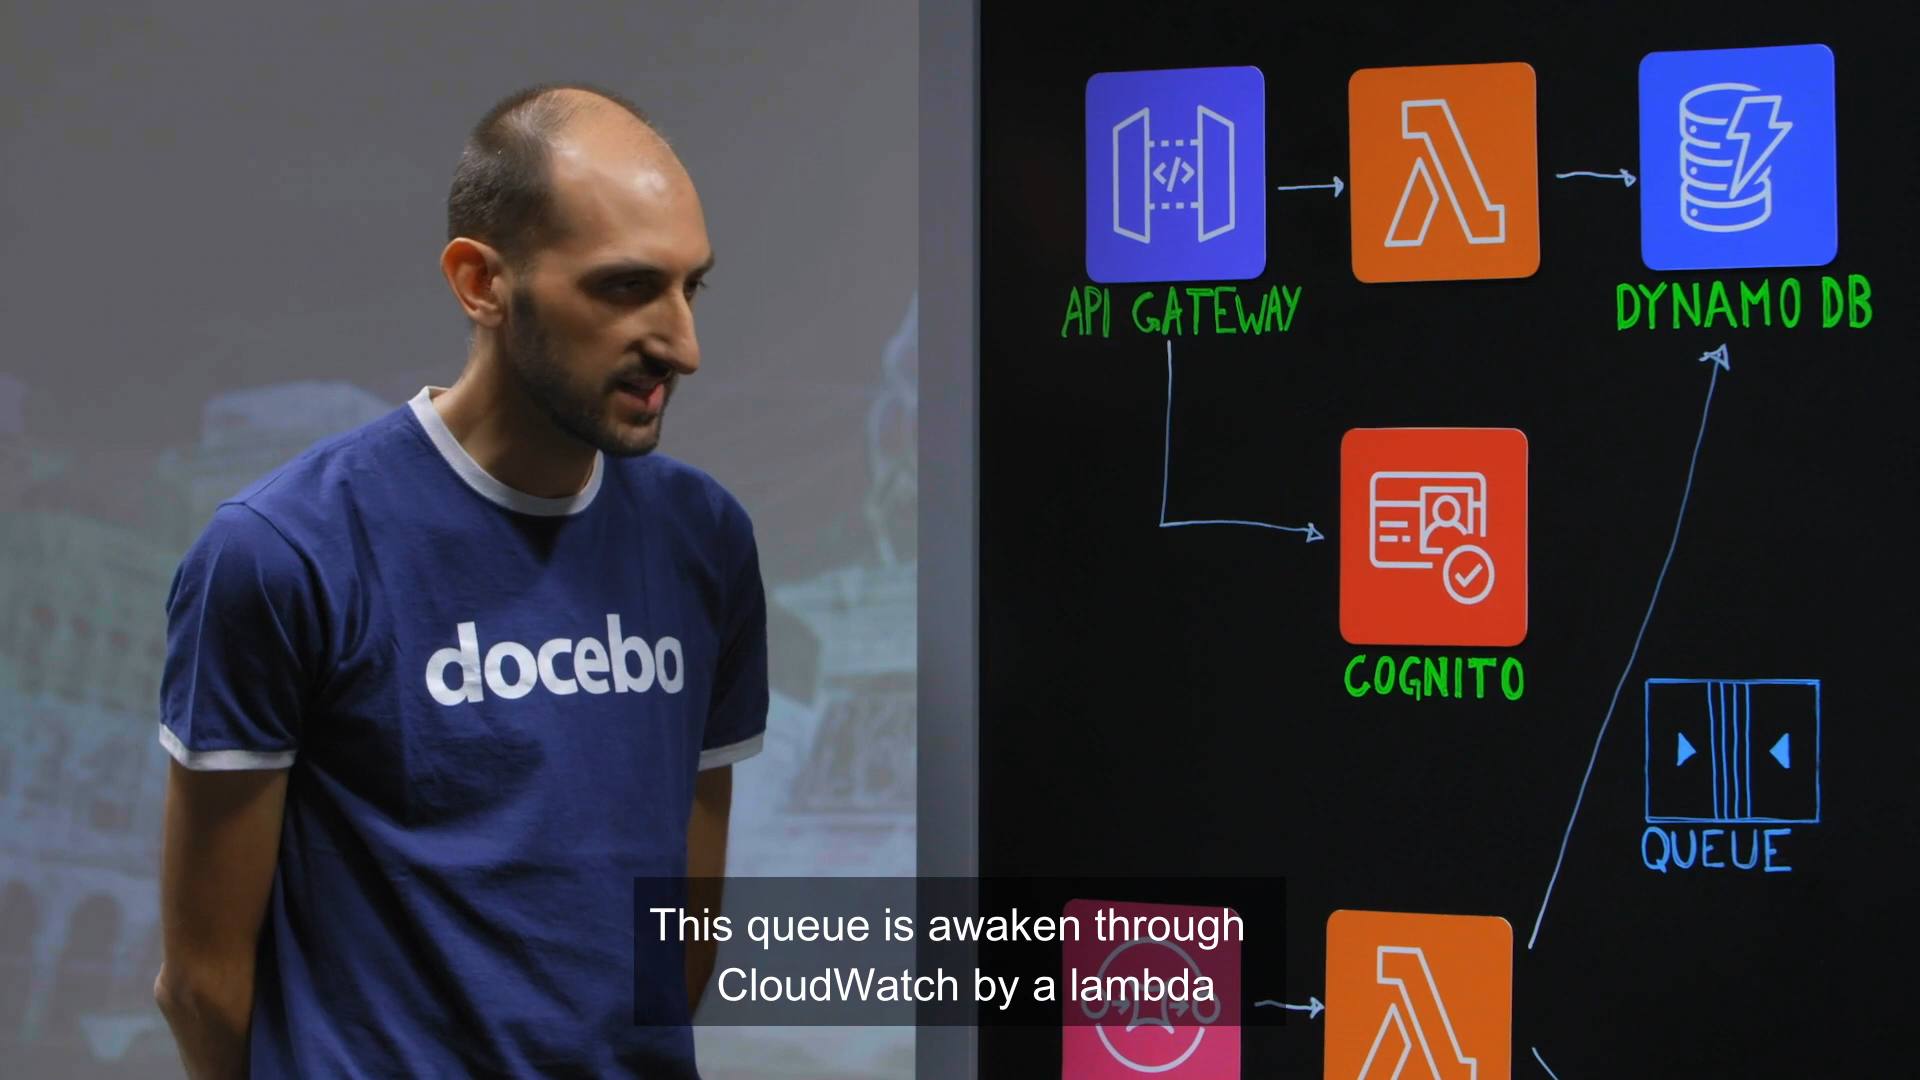 </>
API GATEWAY
DYNAMO DB
COGNITO
docebo
QUEUE
This queue is awaken through
CloudWatch by a lambda